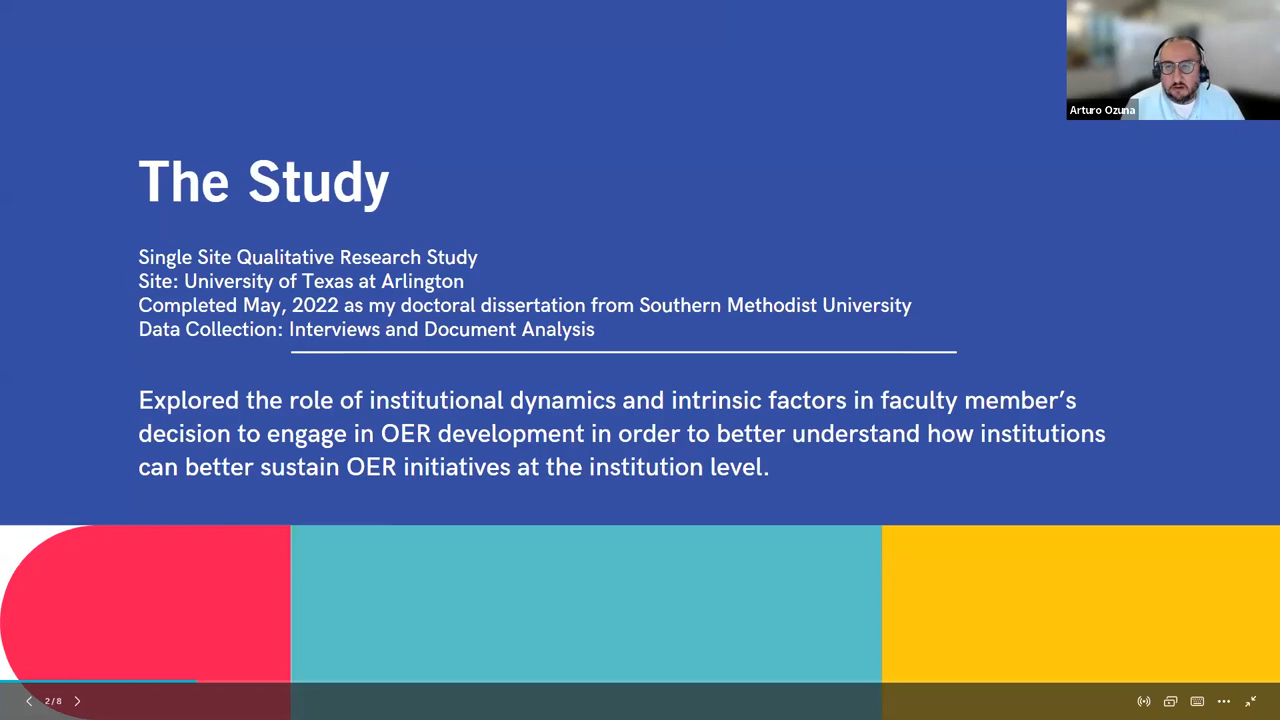 Arturo Ozuna
The Study
Single Site Qualitative Research Study
Site: University of Texas at Arlington
Completed May, 2022 as my doctoral dissertation from Southern Methodist University
Data Collection: Interviews and Document Analysis
Explored the role of institutional dynamics and intrinsic factors in faculty member’s
decision to engage in OER development in order to better understand how institutions
can better sustain OER initiatives at the institution level.
2/8